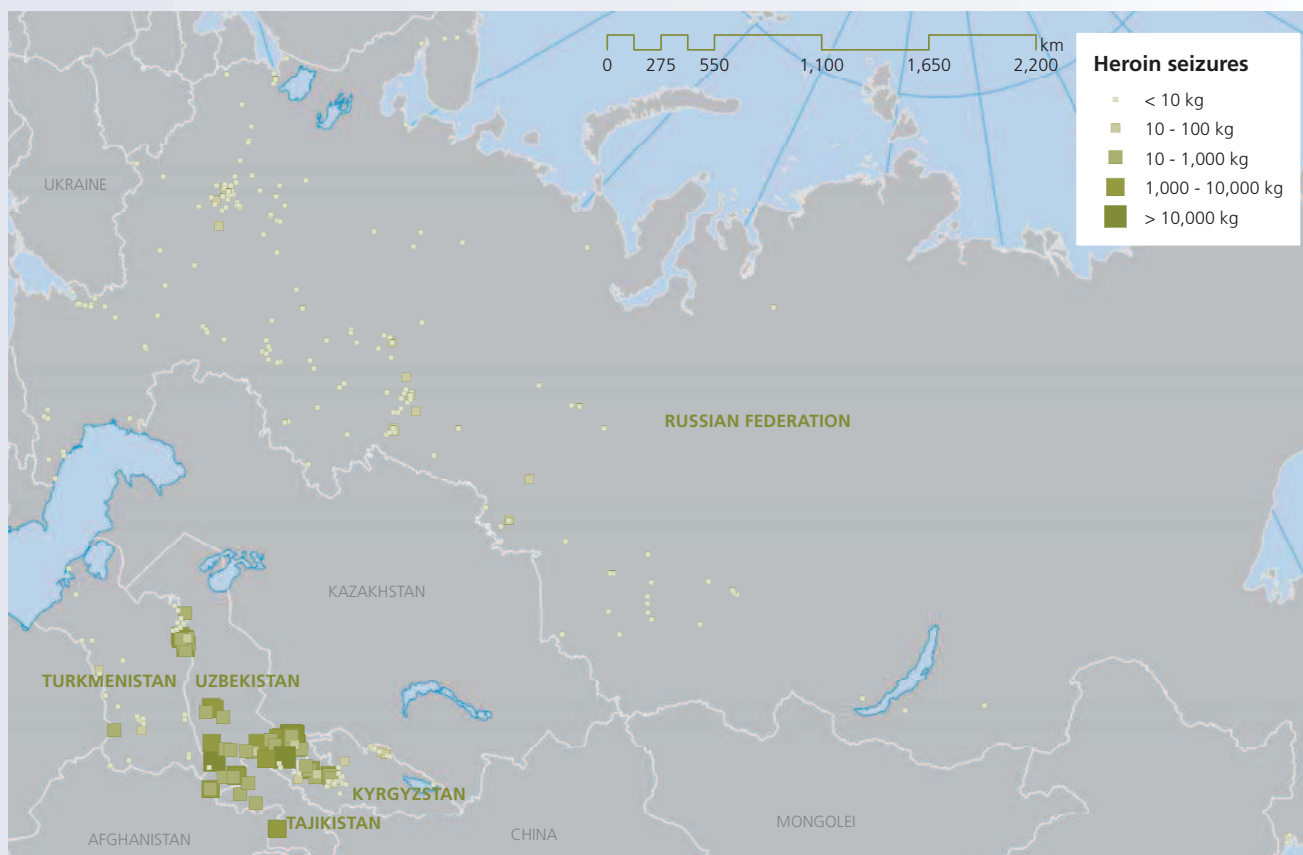 km
0 275 550 1,100 1,650 2,200
Heroin seizures
< 10 kg
10 - 100 kg
10 - 1,000 kg
1,000 - 10,000 kg
> 10,000 kg
UKRAINE
RUSSIAN FEDERATION
KAZAKHSTAN
TURKMENISTAN UZBEKISTAN
KYRGYZSTAN
TAJIKISTAN
MONGOLEI
AFGHANISTAN
CHINA